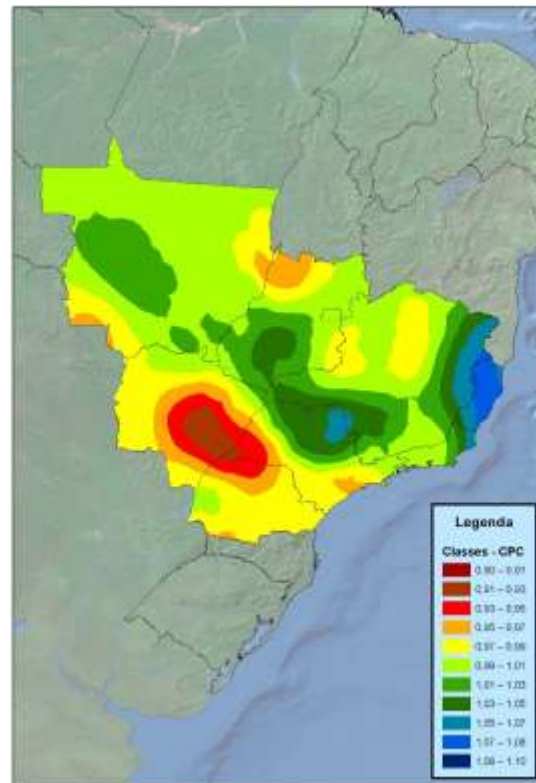 Legenda
Classes - CPC
0.90 – 0.91
0.91 – 0.93
0.93 – 0.95
0.95 – 0.97
0.97 – 0.99
0.99 – 1.01
1.01 – 1.03
1.03 – 1.05
1.05 – 1.07
1.07 – 1.08
1.08 – 1.10